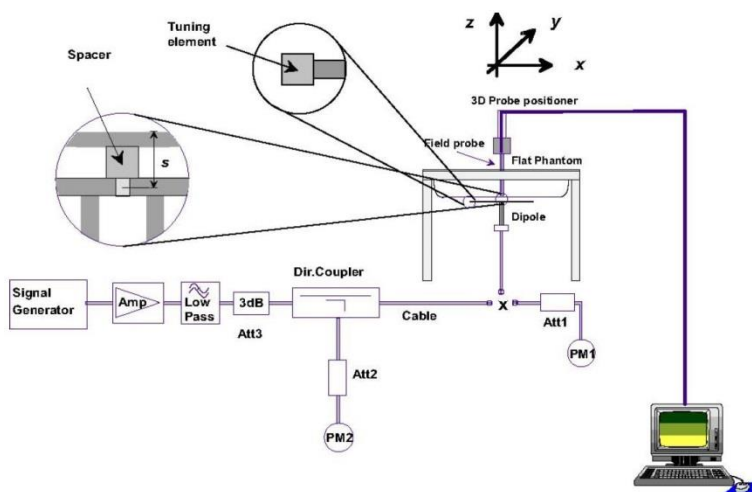 Tuning
element
Spacer
s
z
y
x
3D Probe positioner
Field probe
Flat Phantom
Dipole
Signal
Generator
Amp
Low
Pass
3dB
Att3
Dir.Coupler
Cable
x
Att1
PM1
Att2
PM2